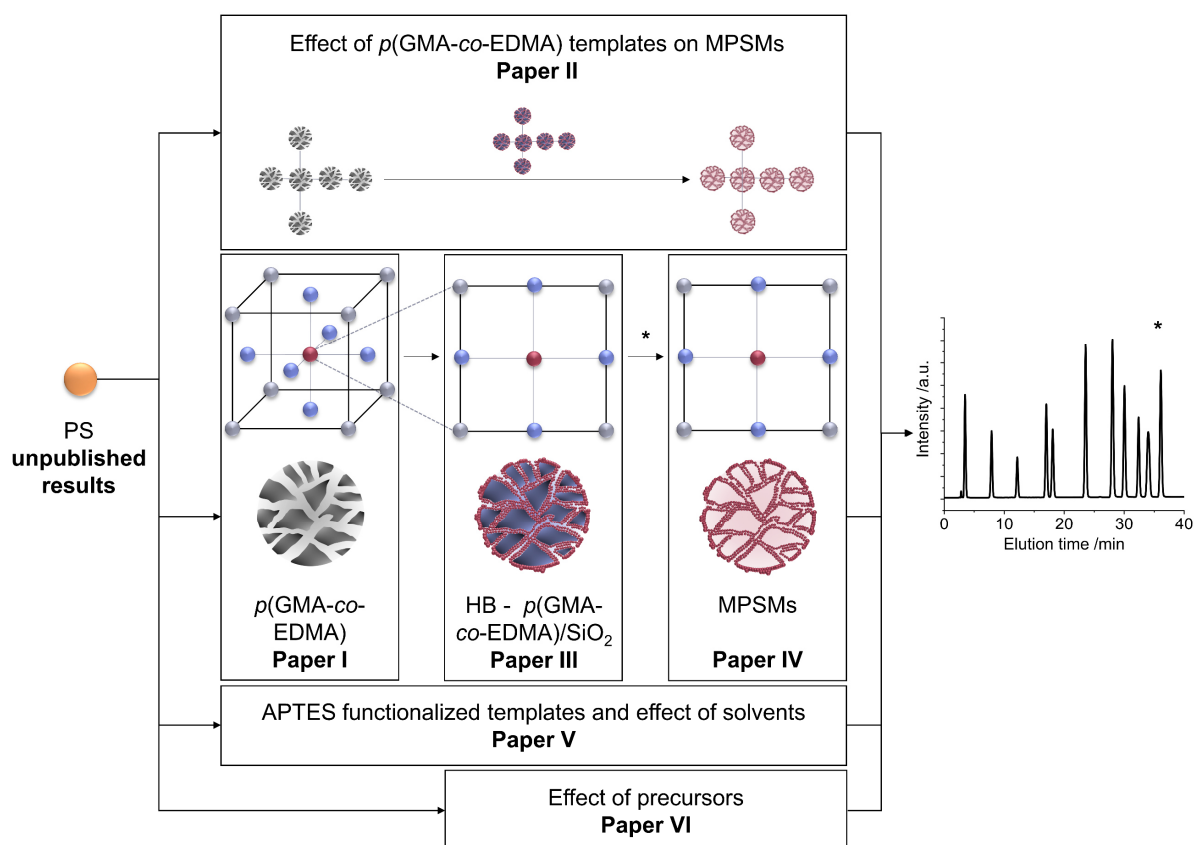 Effect of p(GMA-co-EDMA) templates on MPSMs
Paper II
PS
unpublished
results
*
p(GMA-co-
EDMA)
Paper I
HB - p(GMA-
co-EDMA)/SiO₂
Paper III
MPSMs
Paper IV
APTES functionalized templates and effect of solvents
Paper V
Effect of precursors
Paper VI
*
Intensity /a.u.
0 10 20 30 40
Elution time /min